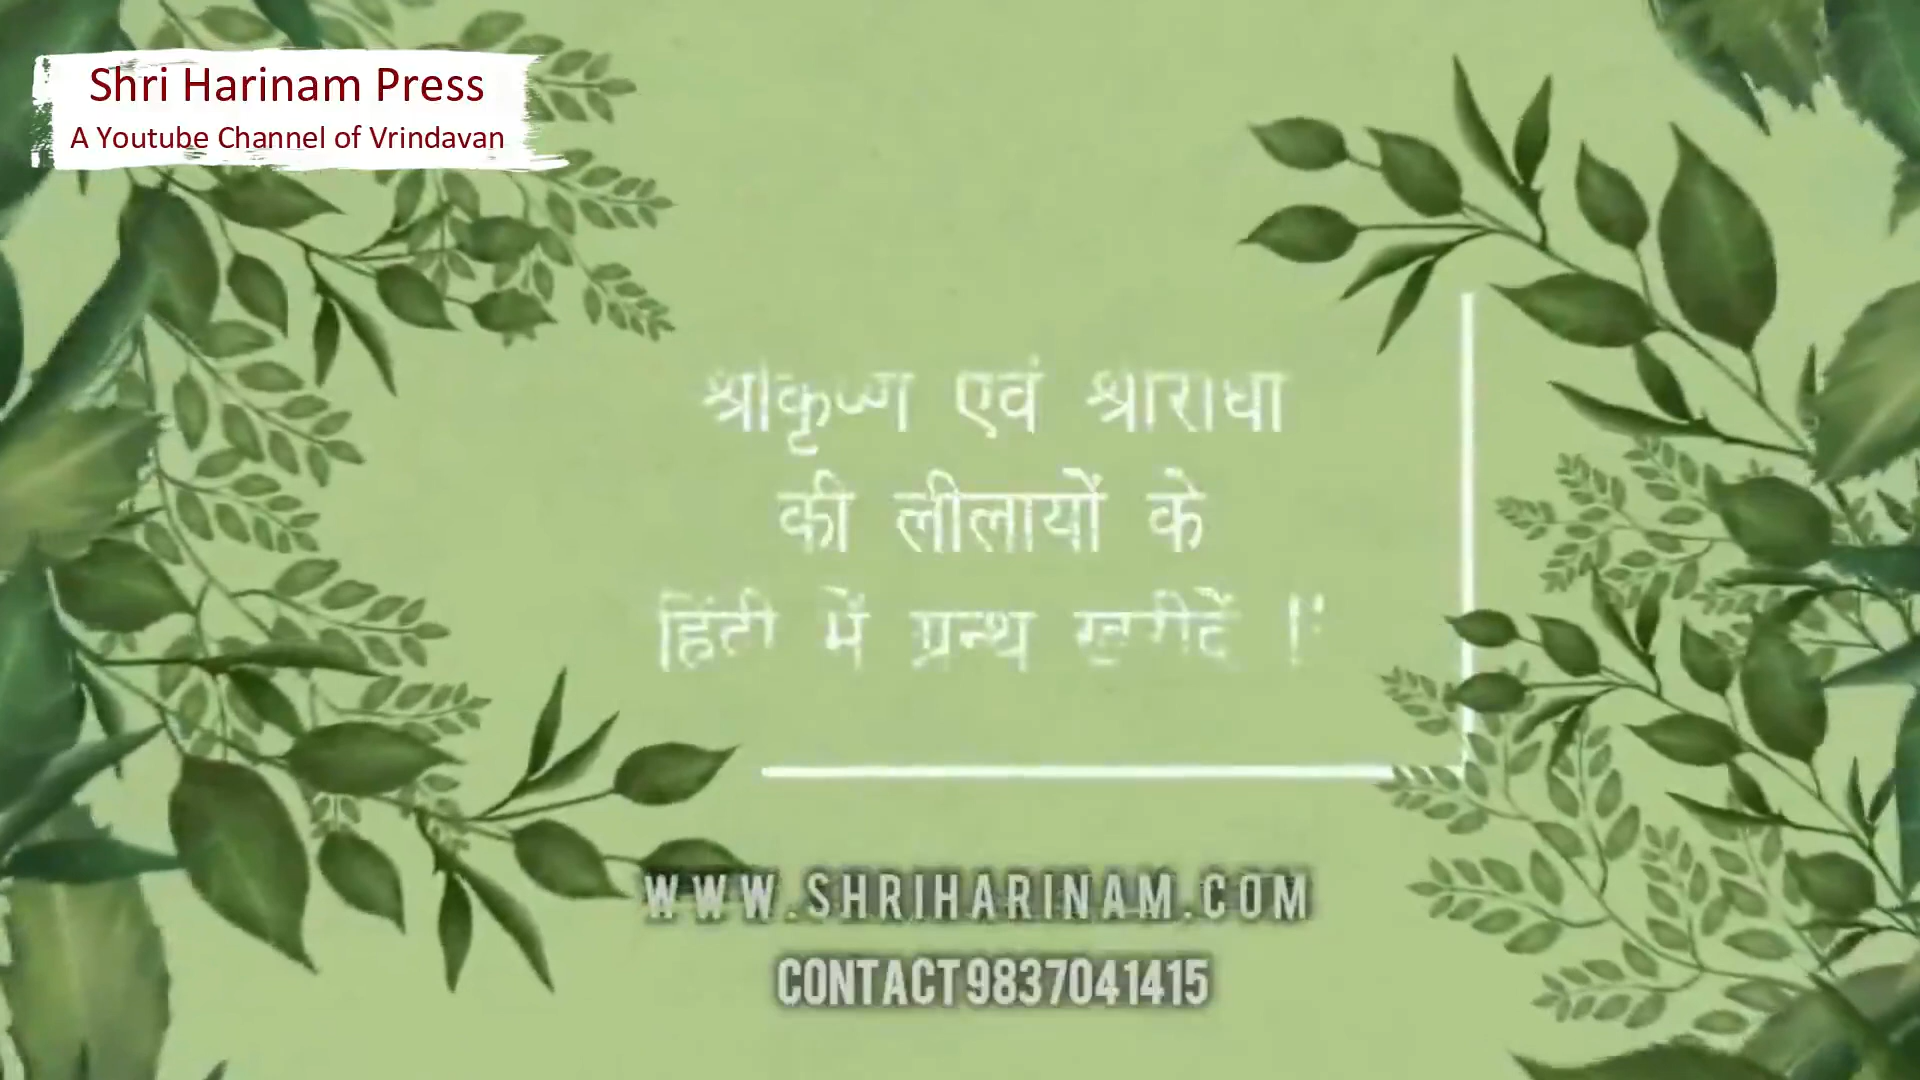 Shri Harinam Press
A Youtube Channel of Vrindavan
श्रीकृष्ण एवं श्रीराधा
की लीलायों के
हिंदी में ग्रन्थ खरीदें !!
WWW.SHRIHARINAM.COM
CONTACT 9837041415